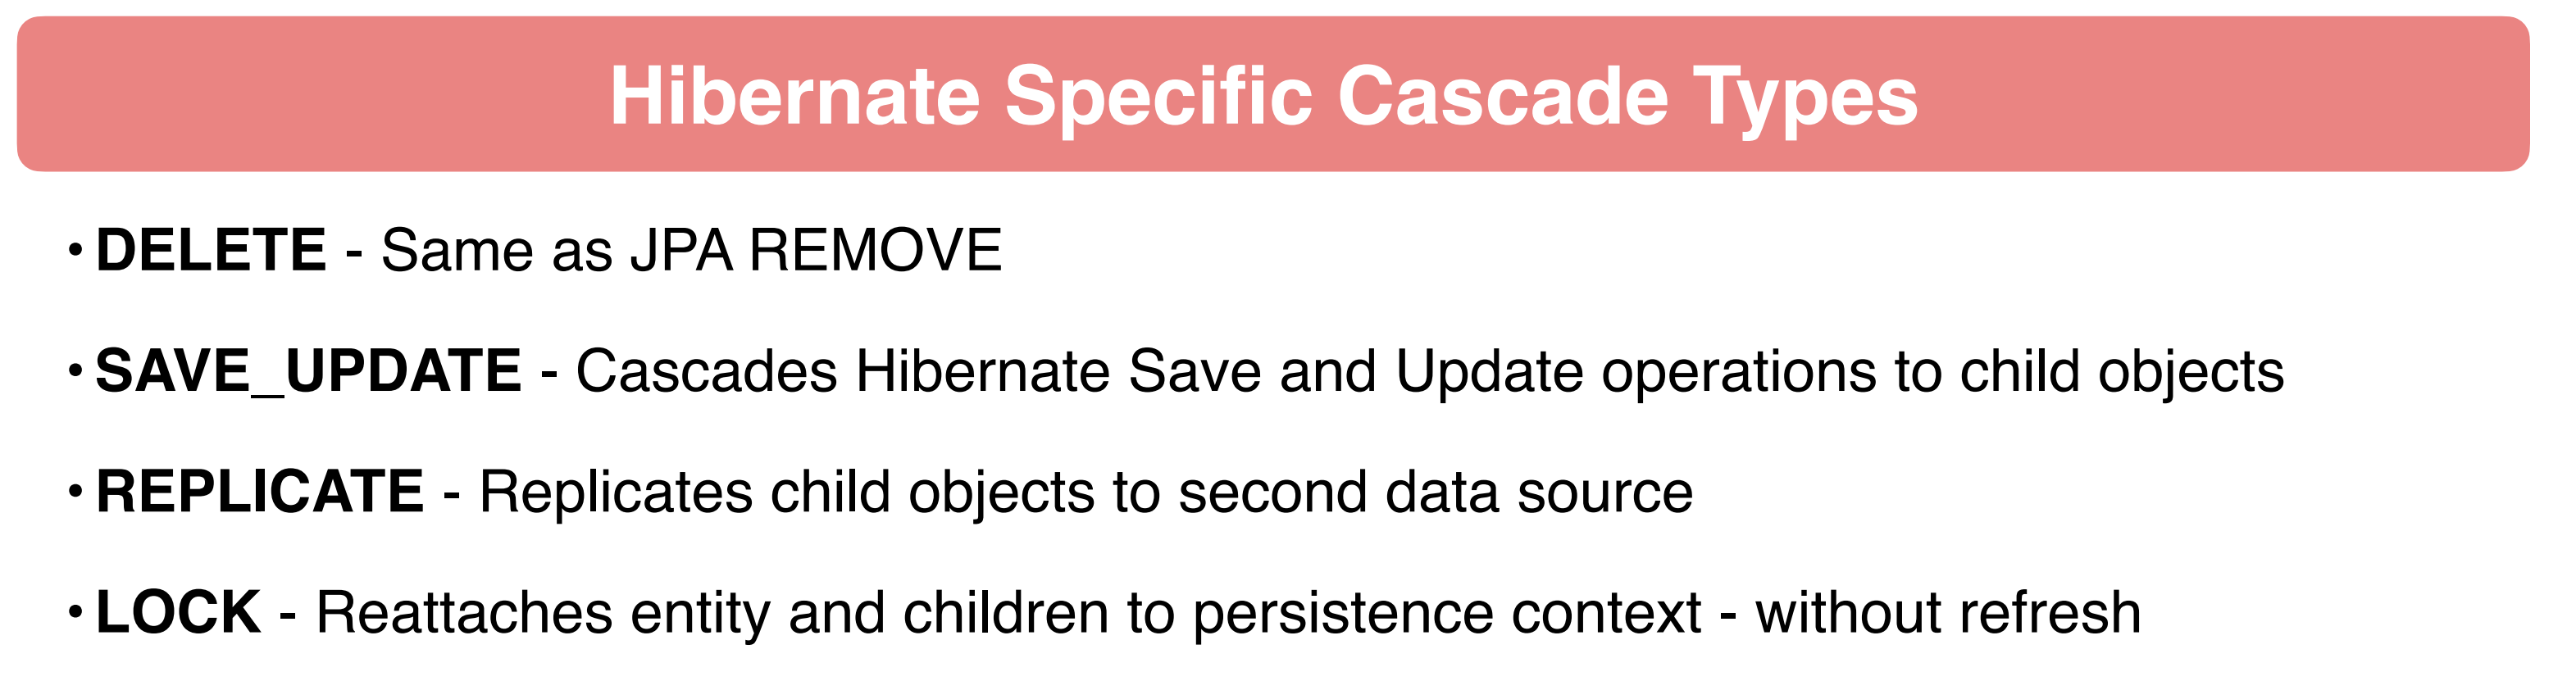 Hibernate Specific Cascade Types
• DELETE - Same as JPA REMOVE
• SAVE_UPDATE - Cascades Hibernate Save and Update operations to child objects
• REPLICATE - Replicates child objects to second data source
• LOCK - Reattaches entity and children to persistence context - without refresh